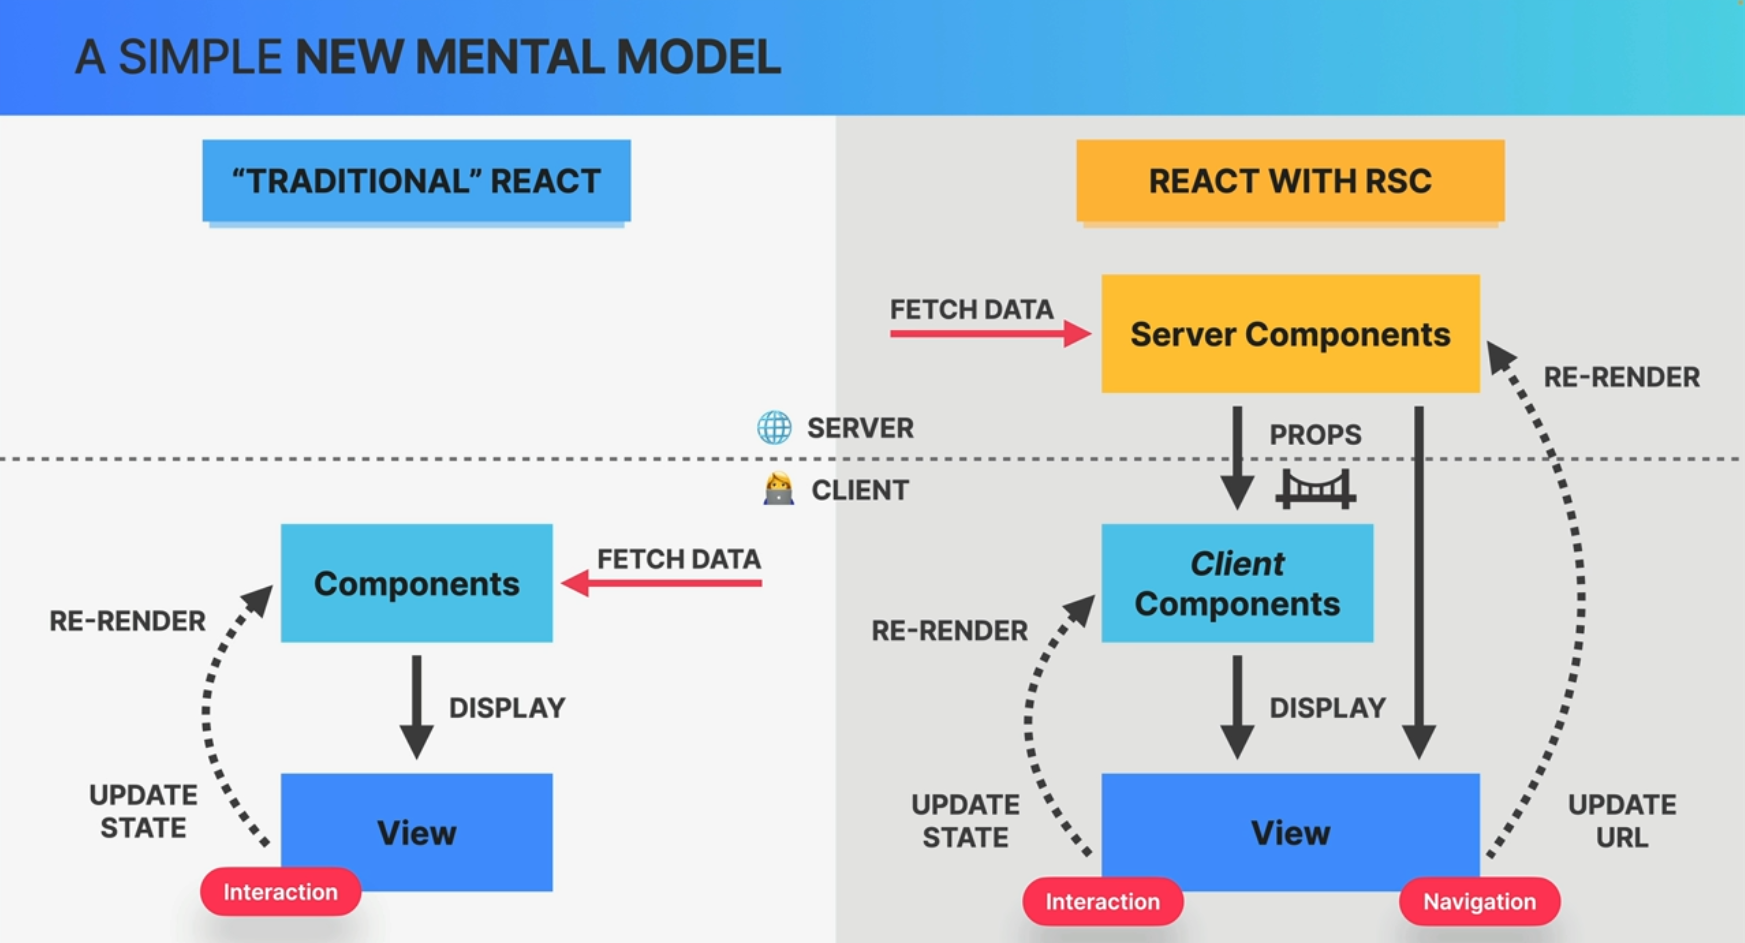 A SIMPLE NEW MENTAL MODEL
“TRADITIONAL” REACT
REACT WITH RSC
FETCH DATA
Server Components
RE-RENDER
SERVER
PROPS
CLIENT
Components
FETCH DATA
Client
Components
RE-RENDER
RE-RENDER
DISPLAY
DISPLAY
UPDATE
STATE
View
UPDATE
STATE
View
UPDATE
URL
Interaction
Interaction
Navigation